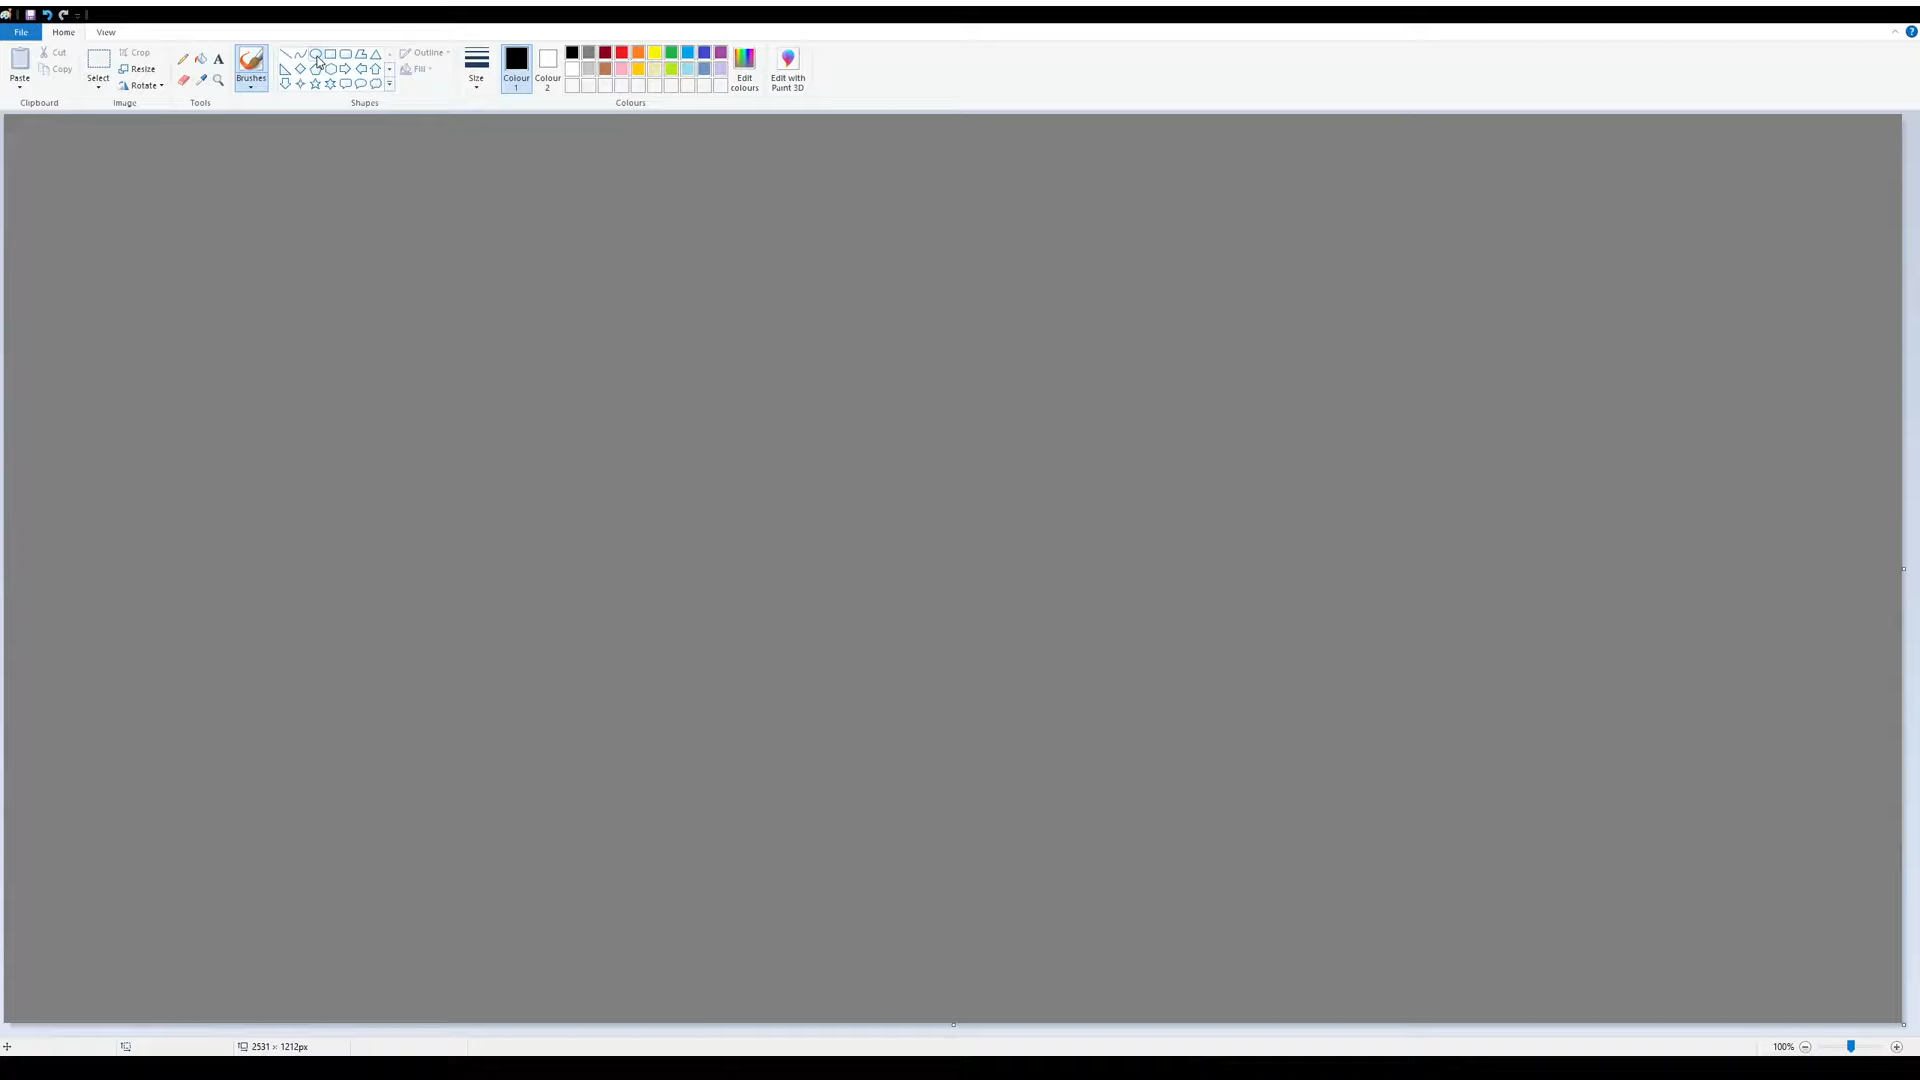 File Home View
Paste
Cut
Copy
Clipboard
Select
Crop
Resize
Rotate
Image
A
Tools
Brushes
Shapes
Outline
Fill
Size
Colour 1
Colour 2
Edit colours
Colours
Edit with Paint 3D
2531 × 1212px
100%